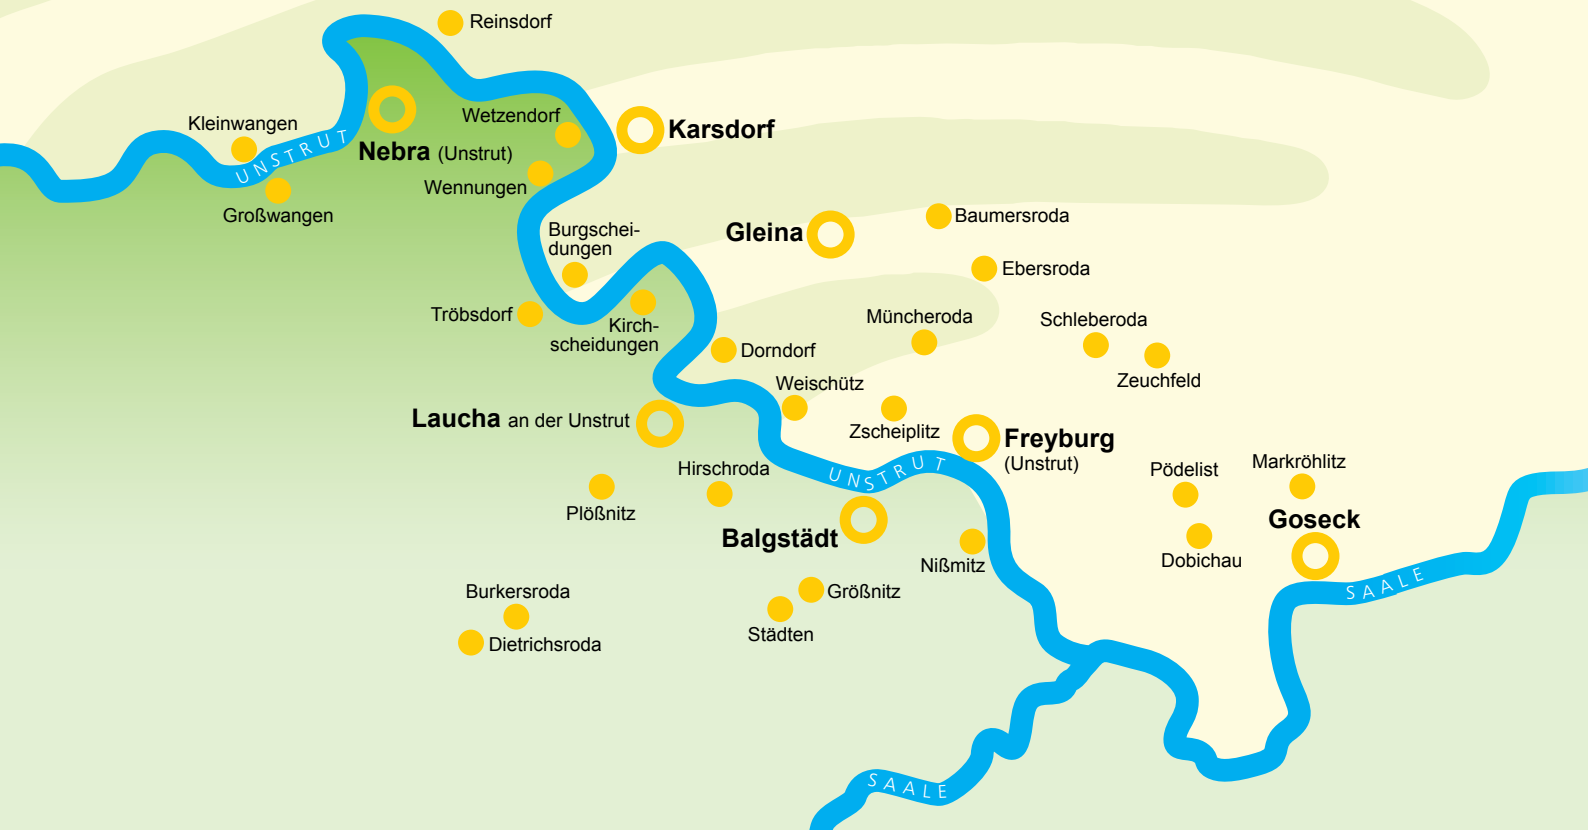 Reinsdorf
Wetzendorf
Kleinwangen
Karsdorf
UNSTRUT
Nebra (Unstrut)
Wennungen
Großwangen
Baumersroda
Burgschei-
dungen
Gleina
Ebersroda
Tröbsdorf
Müncheroda
Schleberoda
Kirch-
scheidungen
Dorndorf
Zeuchfeld
Weischütz
Laucha an der Unstrut
Zscheiplitz
Freyburg
(Unstrut)
Hirschroda
UNSTRUT
Pödelist
Markröhlitz
Plößnitz
Goseck
Balgstädt
Nißmitz
Dobichau
SAALE
Burkersroda
Größnitz
Städten
Dietrichsroda
SAALE